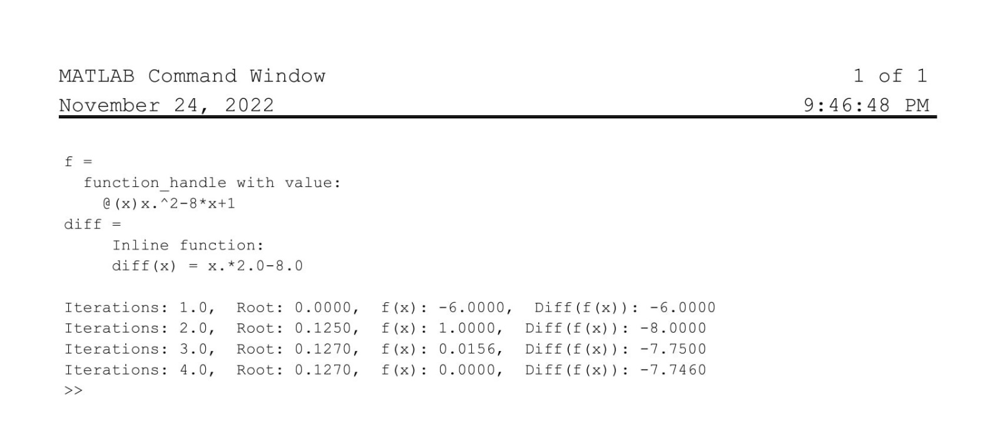 MATLAB Command Window 1 of 1
November 24, 2022 9:46:48 PM
f =
function_handle with value:
@(x)x.^2-8*x+1
diff =
Inline function:
diff(x) = x.*2.0-8.0
Iterations: 1.0, Root: 0.0000, f(x): -6.0000, Diff(f(x)): -6.0000
Iterations: 2.0, Root: 0.1250, f(x): 1.0000, Diff(f(x)): -8.0000
Iterations: 3.0, Root: 0.1270, f(x): 0.0156, Diff(f(x)): -7.7500
Iterations: 4.0, Root: 0.1270, f(x): 0.0000, Diff(f(x)): -7.7460
>>